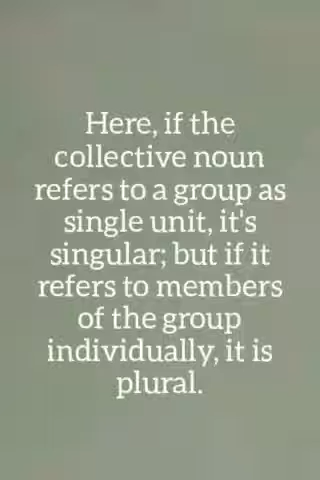 Here, if the
collective noun
refers to a group as
single unit, it's
singular; but if it
refers to members
of the group
individually, it is
plural.